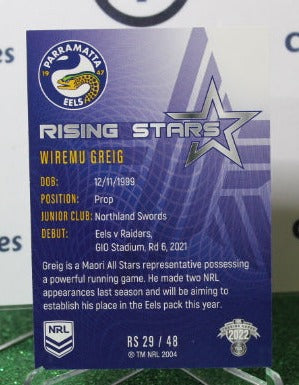 PARRAMATTA
19 47
EELS
RISING STARS
WIREMU GREIG
DOB: 12/11/1999
POSITION: Prop
JUNIOR CLUB: Northland Swords
DEBUT: Eels v Raiders,
GIO Stadium, Rd 6, 2021
Greig is a Maori All Stars representative possessing
a powerful running game. He made two NRL
appearances last season and will be aiming to
establish his place in the Eels pack this year.
NRL
RS 29 / 48
® TM NRL 2004
2022